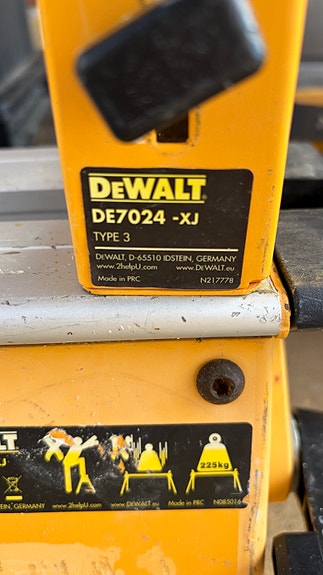 DEWALT
DE7024 -XJ
TYPE 3
DEWALT, D-65510 IDSTEIN, GERMANY
www.2helpU.com www.DEWALT.eu
Made in PRC N217778
225kg
STEIN, GERMANY www.2helpU.com www.DEWALT.eu Made in PRC